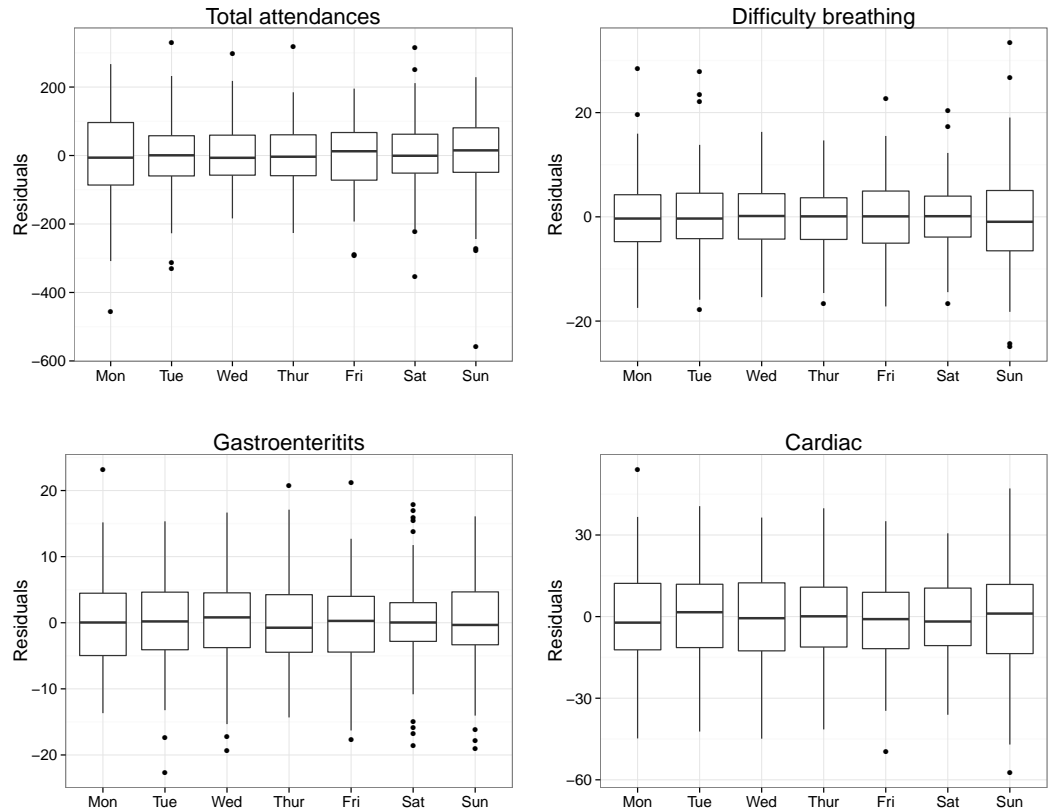 Total attendances
Residuals
200
0
−200
−400
−600
Mon Tue Wed Thur Fri Sat Sun
Difficulty breathing
Residuals
20
0
−20
Mon Tue Wed Thur Fri Sat Sun
Gastroenteritits
Residuals
20
10
0
−10
−20
Mon Tue Wed Thur Fri Sat Sun
Cardiac
Residuals
30
0
−30
−60
Mon Tue Wed Thur Fri Sat Sun